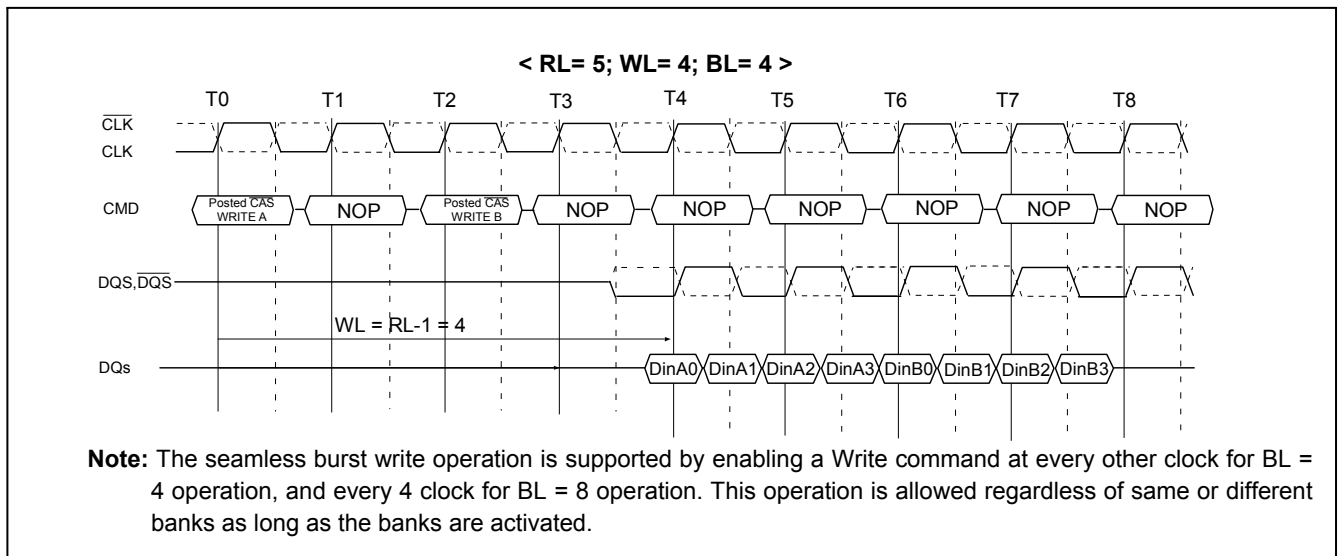 < RL= 5; WL= 4; BL= 4 >
T0 T1 T2 T3 T4 T5 T6 T7 T8
CLK
CLK
CMD Posted CAS WRITE A NOP Posted CAS WRITE B NOP NOP NOP NOP NOP NOP
DQS,DQS
WL = RL-1 = 4
DQs DinA0 DinA1 DinA2 DinA3 DinB0 DinB1 DinB2 DinB3
Note: The seamless burst write operation is supported by enabling a Write command at every other clock for BL =
4 operation, and every 4 clock for BL = 8 operation. This operation is allowed regardless of same or different
banks as long as the banks are activated.